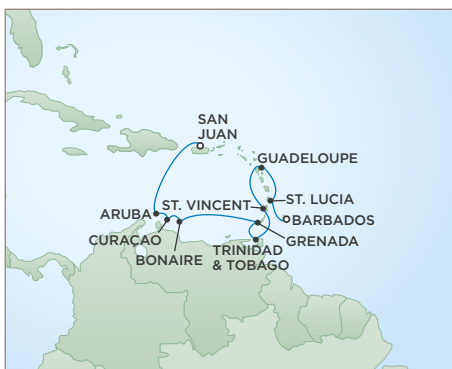 SAN
JUAN
GUADELOUPE
ST. VINCENT
ST. LUCIA
ARUBA
BARBADOS
CURAÇAO
GRENADA
BONAIRE
TRINIDAD
& TOBAGO